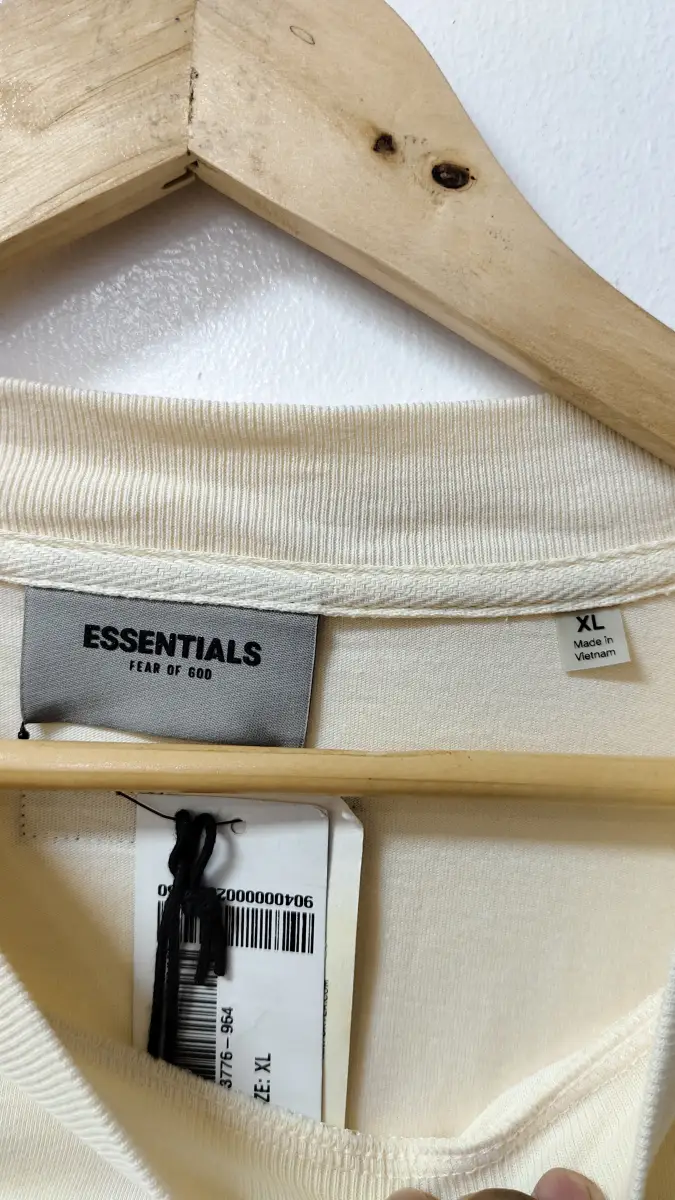 ESSENTIALS
FEAR OF GOD
XL
Made in
Vietnam
3776-964
ZE: XL